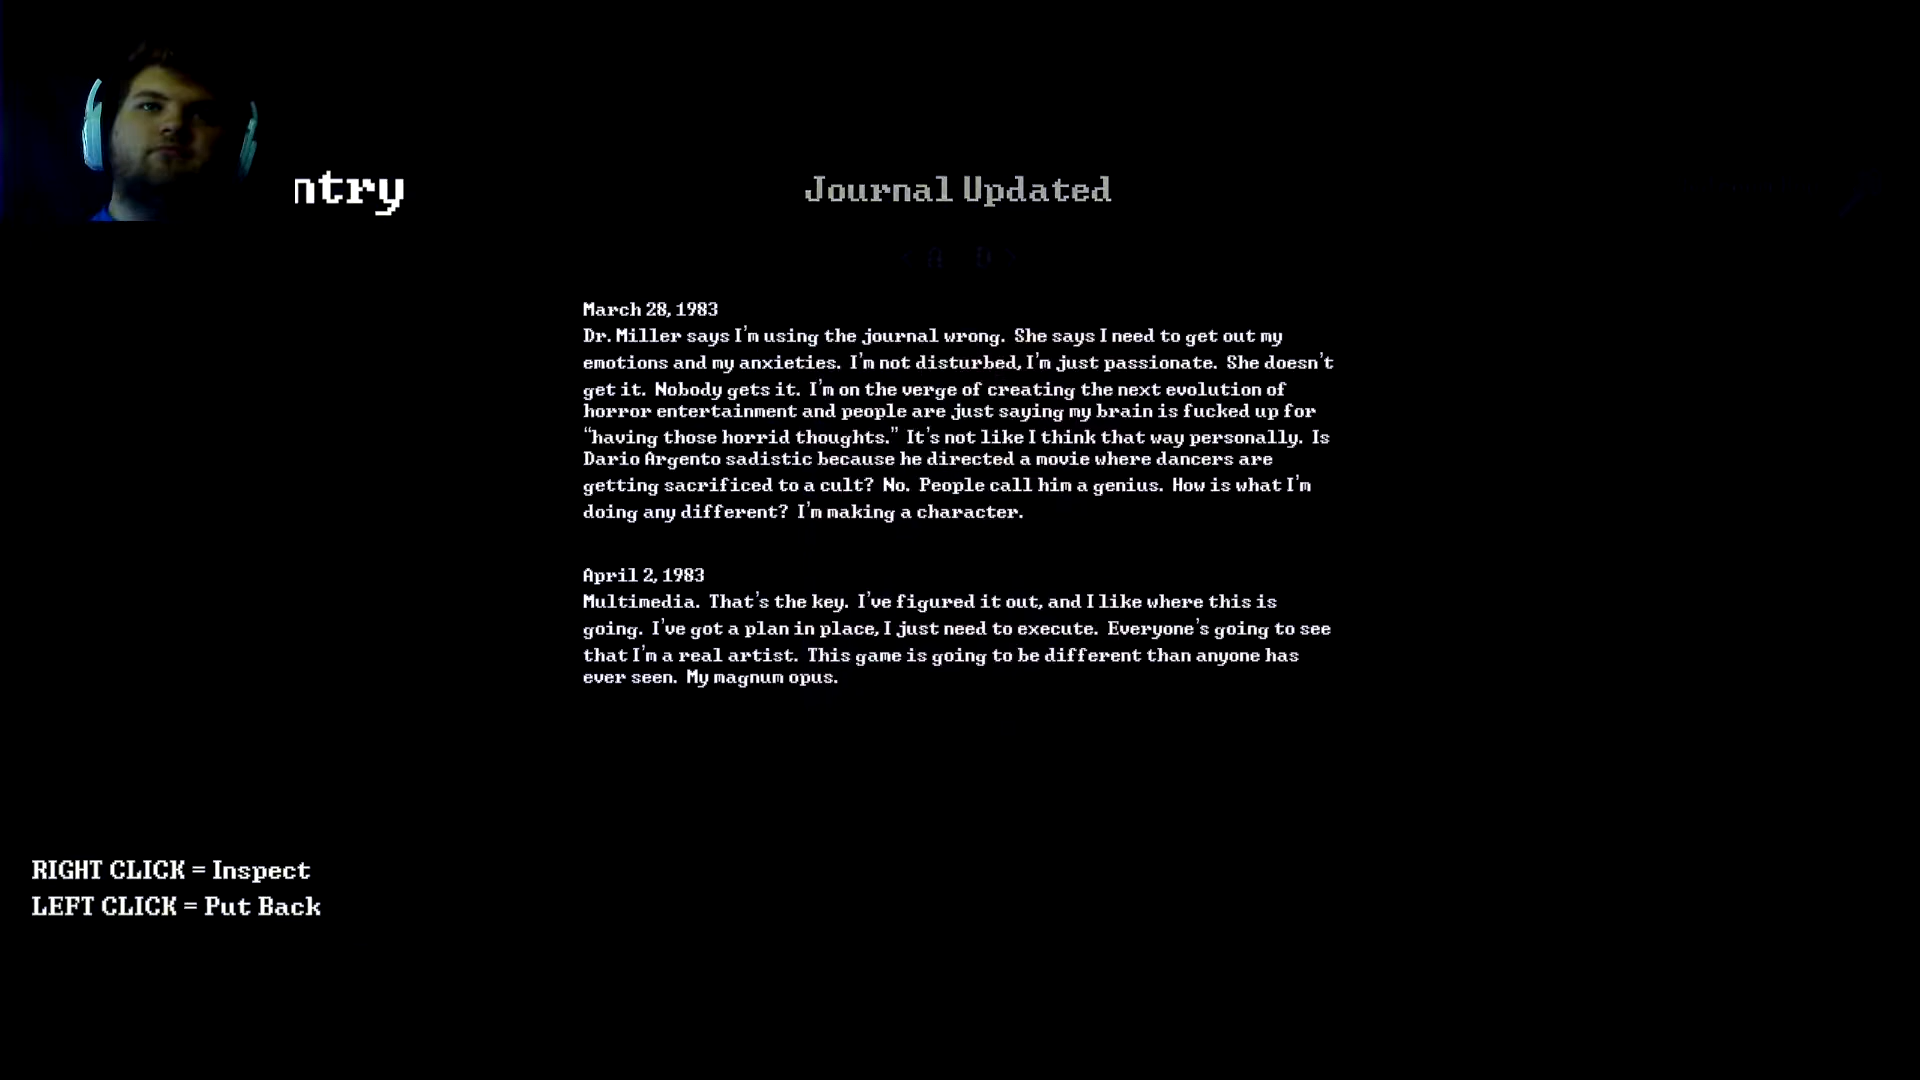 ntry
Journal Updated
March 28, 1983
Dr. Miller says I'm using the journal wrong. She says I need to get out my
emotions and my anxieties. I'm not disturbed, I'm just passionate. She doesn't
get it. Nobody gets it. I'm on the verge of creating the next evolution of
horror entertainment and people are just saying my brain is fucked up for
“having those horrid thoughts.” It's not like I think that way personally. Is
Dario Argento sadistic because he directed a movie where dancers are
getting sacrificed to a cult? No. People call him a genius. How is what I'm
doing any different? I'm making a character.
April 2, 1983
Multimedia. That's the key. I've figured it out, and I like where this is
going. I've got a plan in place, I just need to execute. Everyone's going to see
that I'm a real artist. This game is going to be different than anyone has
ever seen. My magnum opus.
RIGHT CLICK = Inspect
LEFT CLICK = Put Back